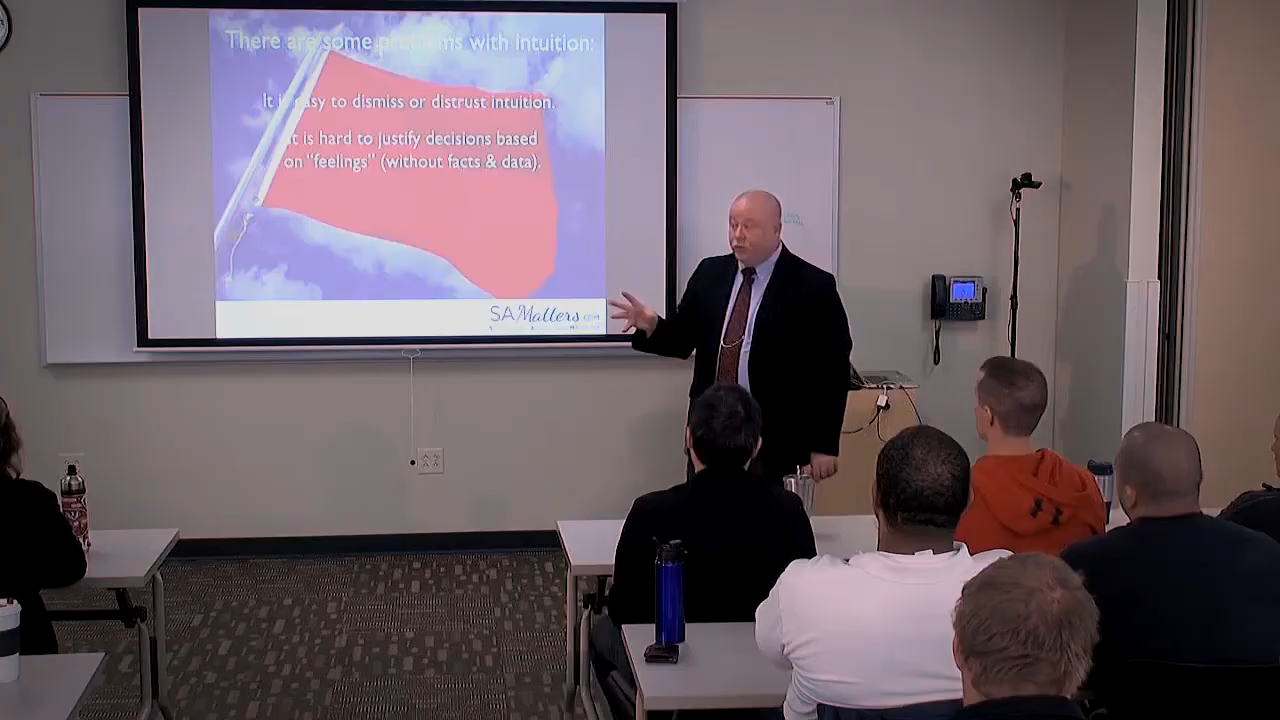 There are some problems with Intuition:
It is easy to dismiss or distrust intuition.
It is hard to justify decisions based
on "feelings" (without facts & data).
SAMatters.com